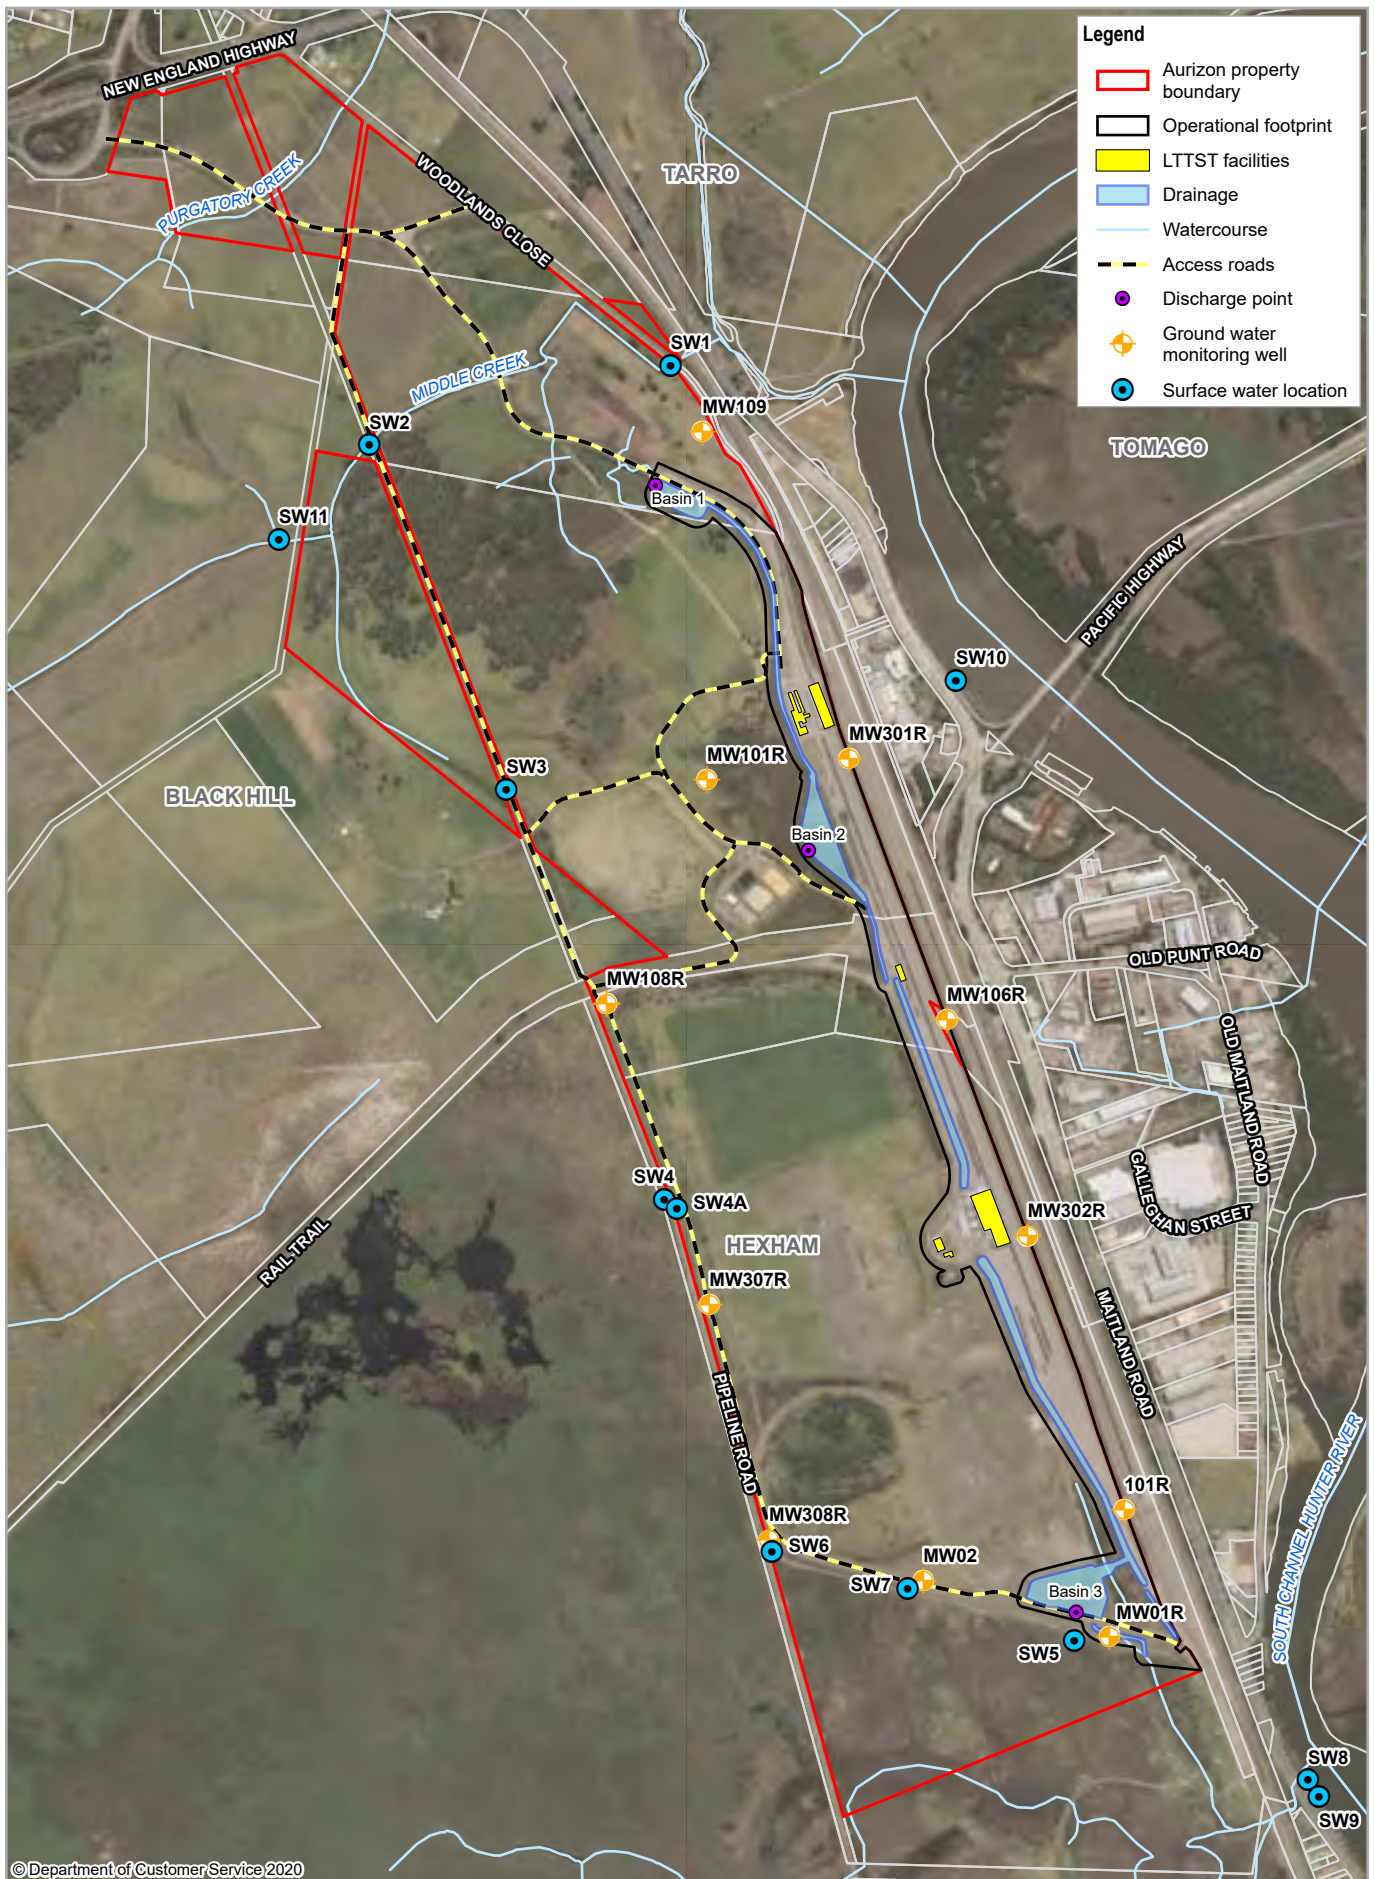 Legend
Aurizon property
boundary
Operational footprint
LTTST facilities
Drainage
Watercourse
Access roads
Discharge point
Ground water
monitoring well
Surface water location
NEW ENGLAND HIGHWAY
PURGATORY CREEK
WOODLANDS CLOSE
TARRO
SW1
MIDDLE CREEK
MW109
SW2
TOMAGO
Basin 1
SW11
PACIFIC HIGHWAY
SW10
MW301R
MW101R
SW3
BLACK HILL
Basin 2
OLD PUNT ROAD
MW108R
MW106R
OLD MAITLAND ROAD
GALLEGHAN STREET
SW4
SW4A
MW302R
HEXHAM
RAIL TRAIL
MW307R
MAITLAND ROAD
PIPELINE ROAD
101R
SOUTH CHANNEL HUNTER RIVER
MW308R
SW6
MW02
SW7
Basin 3
MW01R
SW5
SW8
SW9
© Department of Customer Service 2020